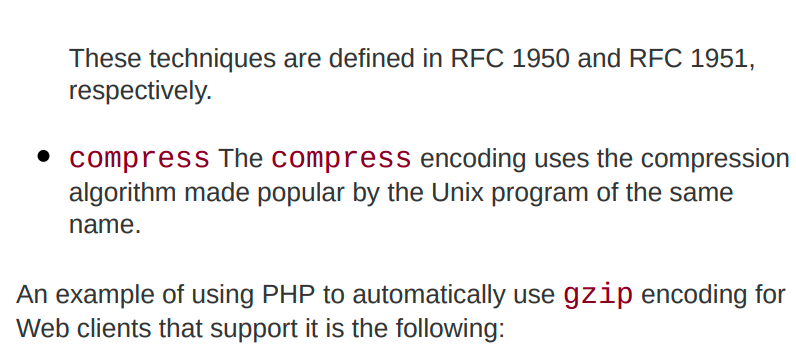 These techniques are defined in RFC 1950 and RFC 1951,
respectively.
• compress The compress encoding uses the compression
algorithm made popular by the Unix program of the same
name.
An example of using PHP to automatically use gzip encoding for
Web clients that support it is the following: